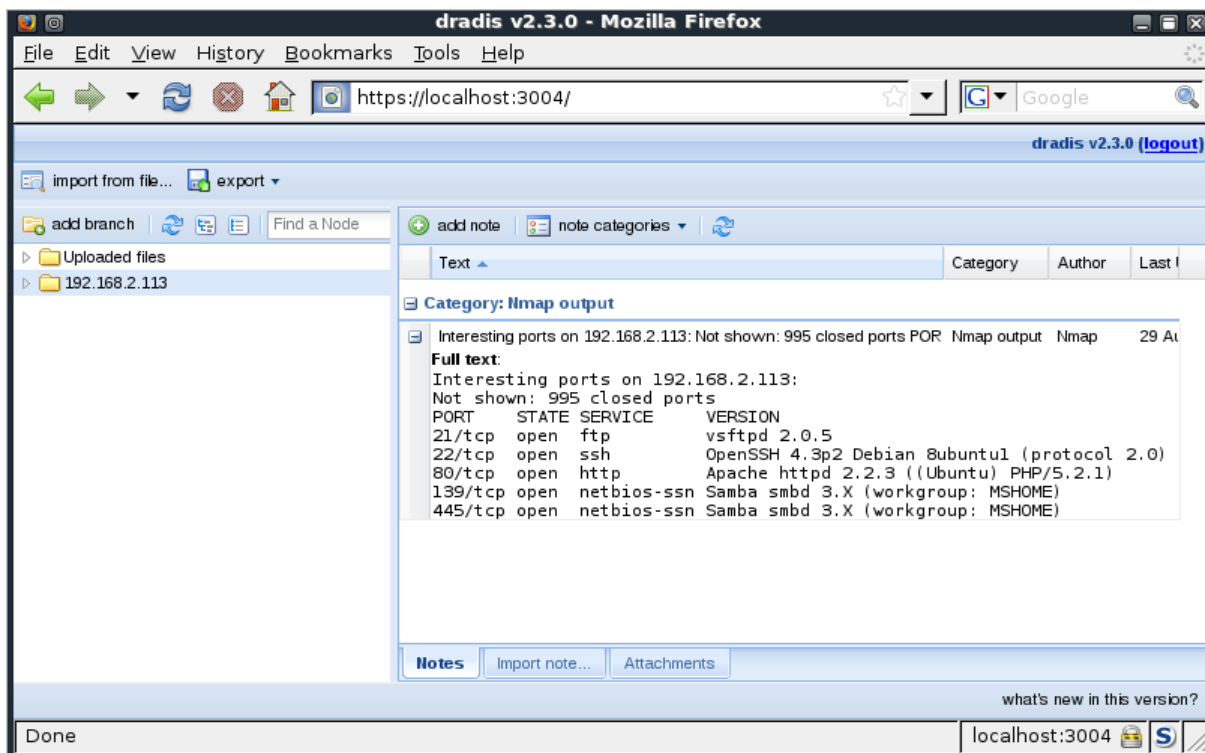 dradis v2.3.0 - Mozilla Firefox
File Edit View History Bookmarks Tools Help
https://localhost:3004/ G Google
dradis v2.3.0 (logout)
import from file... export
add branch Find a Node
Uploaded files
192.168.2.113
add note note categories
Text Category Author Last
Category: Nmap output
Interesting ports on 192.168.2.113: Not shown: 995 closed ports POR Nmap output Nmap 29 Au
Full text:
Interesting ports on 192.168.2.113:
Not shown: 995 closed ports
PORT STATE SERVICE VERSION
21/tcp open ftp vsftpd 2.0.5
22/tcp open ssh OpenSSH 4.3p2 Debian 8ubuntu1 (protocol 2.0)
80/tcp open http Apache httpd 2.2.3 ((Ubuntu) PHP/5.2.1)
139/tcp open netbios-ssn Samba smbd 3.X (workgroup: MSHOME)
445/tcp open netbios-ssn Samba smbd 3.X (workgroup: MSHOME)
Notes Import note... Attachments
what's new in this version?
Done localhost:3004 S